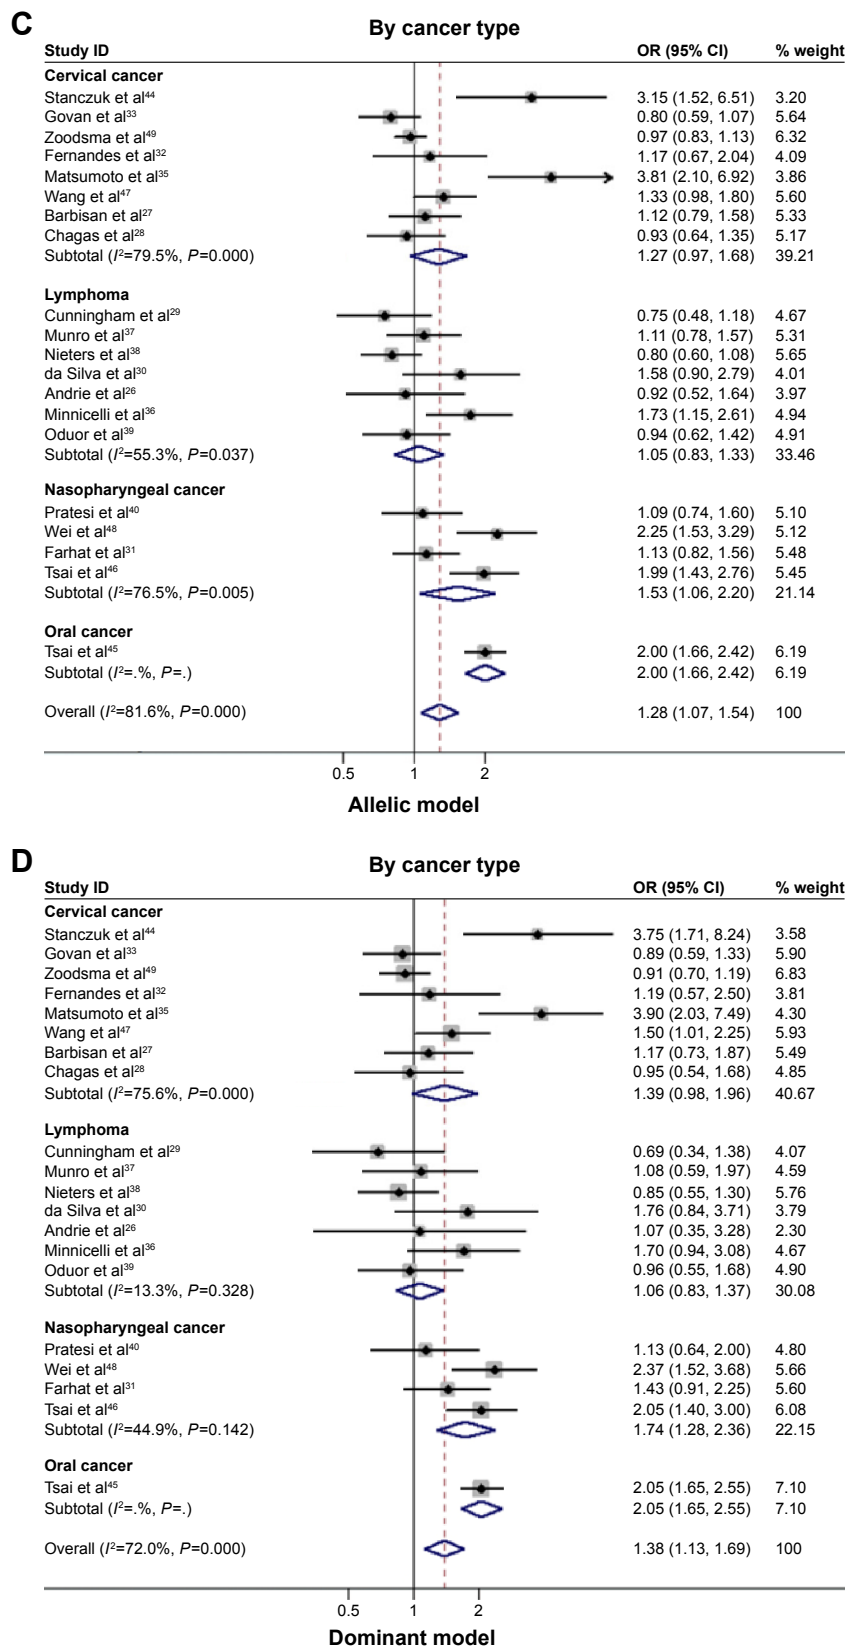 C
By cancer type
Study ID OR (95% CI) % weight
Cervical cancer
Stanczuk et al⁴⁴ 3.15 (1.52, 6.51) 3.20
Govan et al³³ 0.80 (0.59, 1.07) 5.64
Zoodsma et al⁴⁹ 0.97 (0.83, 1.13) 6.32
Fernandes et al³² 1.17 (0.67, 2.04) 4.09
Matsumoto et al³⁵ 3.81 (2.10, 6.92) 3.86
Wang et al⁴⁷ 1.33 (0.98, 1.80) 5.60
Barbisan et al²⁷ 1.12 (0.79, 1.58) 5.33
Chagas et al²⁸ 0.93 (0.64, 1.35) 5.17
Subtotal (I²=79.5%, P=0.000) 1.27 (0.97, 1.68) 39.21
Lymphoma
Cunningham et al²⁹ 0.75 (0.48, 1.18) 4.67
Munro et al³⁷ 1.11 (0.78, 1.57) 5.31
Nieters et al³⁸ 0.80 (0.60, 1.08) 5.65
da Silva et al³⁰ 1.58 (0.90, 2.79) 4.01
Andrie et al²⁶ 0.92 (0.52, 1.64) 3.97
Minnicelli et al³⁶ 1.73 (1.15, 2.61) 4.94
Oduor et al³⁹ 0.94 (0.62, 1.42) 4.91
Subtotal (I²=55.3%, P=0.037) 1.05 (0.83, 1.33) 33.46
Nasopharyngeal cancer
Pratesi et al⁴⁰ 1.09 (0.74, 1.60) 5.10
Wei et al⁴⁸ 2.25 (1.53, 3.29) 5.12
Farhat et al³¹ 1.13 (0.82, 1.56) 5.48
Tsai et al⁴⁶ 1.99 (1.43, 2.76) 5.45
Subtotal (I²=76.5%, P=0.005) 1.53 (1.06, 2.20) 21.14
Oral cancer
Tsai et al⁴⁵ 2.00 (1.66, 2.42) 6.19
Subtotal (I²=.%, P=.) 2.00 (1.66, 2.42) 6.19
Overall (I²=81.6%, P=0.000) 1.28 (1.07, 1.54) 100
0.5 1 2
Allelic model
D
By cancer type
Study ID OR (95% CI) % weight
Cervical cancer
Stanczuk et al⁴⁴ 3.75 (1.71, 8.24) 3.58
Govan et al³³ 0.89 (0.59, 1.33) 5.90
Zoodsma et al⁴⁹ 0.91 (0.70, 1.19) 6.83
Fernandes et al³² 1.19 (0.57, 2.50) 3.81
Matsumoto et al³⁵ 3.90 (2.03, 7.49) 4.30
Wang et al⁴⁷ 1.50 (1.01, 2.25) 5.93
Barbisan et al²⁷ 1.17 (0.73, 1.87) 5.49
Chagas et al²⁸ 0.95 (0.54, 1.68) 4.85
Subtotal (I²=75.6%, P=0.000) 1.39 (0.98, 1.96) 40.67
Lymphoma
Cunningham et al²⁹ 0.69 (0.34, 1.38) 4.07
Munro et al³⁷ 1.08 (0.59, 1.97) 4.59
Nieters et al³⁸ 0.85 (0.55, 1.30) 5.76
da Silva et al³⁰ 1.76 (0.84, 3.71) 3.79
Andrie et al²⁶ 1.07 (0.35, 3.28) 2.30
Minnicelli et al³⁶ 1.70 (0.94, 3.08) 4.67
Oduor et al³⁹ 0.96 (0.55, 1.68) 4.90
Subtotal (I²=13.3%, P=0.328) 1.06 (0.83, 1.37) 30.08
Nasopharyngeal cancer
Pratesi et al⁴⁰ 1.13 (0.64, 2.00) 4.80
Wei et al⁴⁸ 2.37 (1.52, 3.68) 5.66
Farhat et al³¹ 1.43 (0.91, 2.25) 5.60
Tsai et al⁴⁶ 2.05 (1.40, 3.00) 6.08
Subtotal (I²=44.9%, P=0.142) 1.74 (1.28, 2.36) 22.15
Oral cancer
Tsai et al⁴⁵ 2.05 (1.65, 2.55) 7.10
Subtotal (I²=.%, P=.) 2.05 (1.65, 2.55) 7.10
Overall (I²=72.0%, P=0.000) 1.38 (1.13, 1.69) 100
0.5 1 2
Dominant model